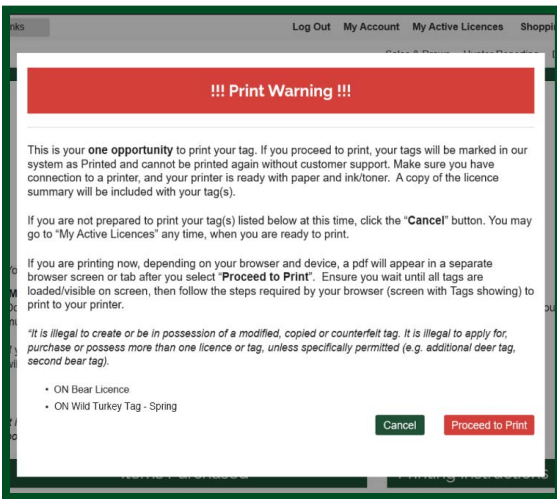 nks
Log Out My Account My Active Licences Shoppin
!!! Print Warning !!!
This is your one opportunity to print your tag. If you proceed to print, your tags will be marked in our
system as Printed and cannot be printed again without customer support. Make sure you have
connection to a printer, and your printer is ready with paper and ink/toner. A copy of the licence
summary will be included with your tag(s).
If you are not prepared to print your tag(s) listed below at this time, click the “Cancel” button. You may
go to “My Active Licences” any time, when you are ready to print.
If you are printing now, depending on your browser and device, a pdf will appear in a separate
browser screen or tab after you select “Proceed to Print”. Ensure you wait until all tags are
loaded/visible on screen, then follow the steps required by your browser (screen with Tags showing) to
print to your printer.
“It is illegal to create or be in possession of a modified, copied or counterfeit tag. It is illegal to apply for,
purchase or possess more than one licence or tag, unless specifically permitted (e.g. additional deer tag,
second bear tag).
• ON Bear Licence
• ON Wild Turkey Tag - Spring
Cancel Proceed to Print
Items Purchased Printing Instructions